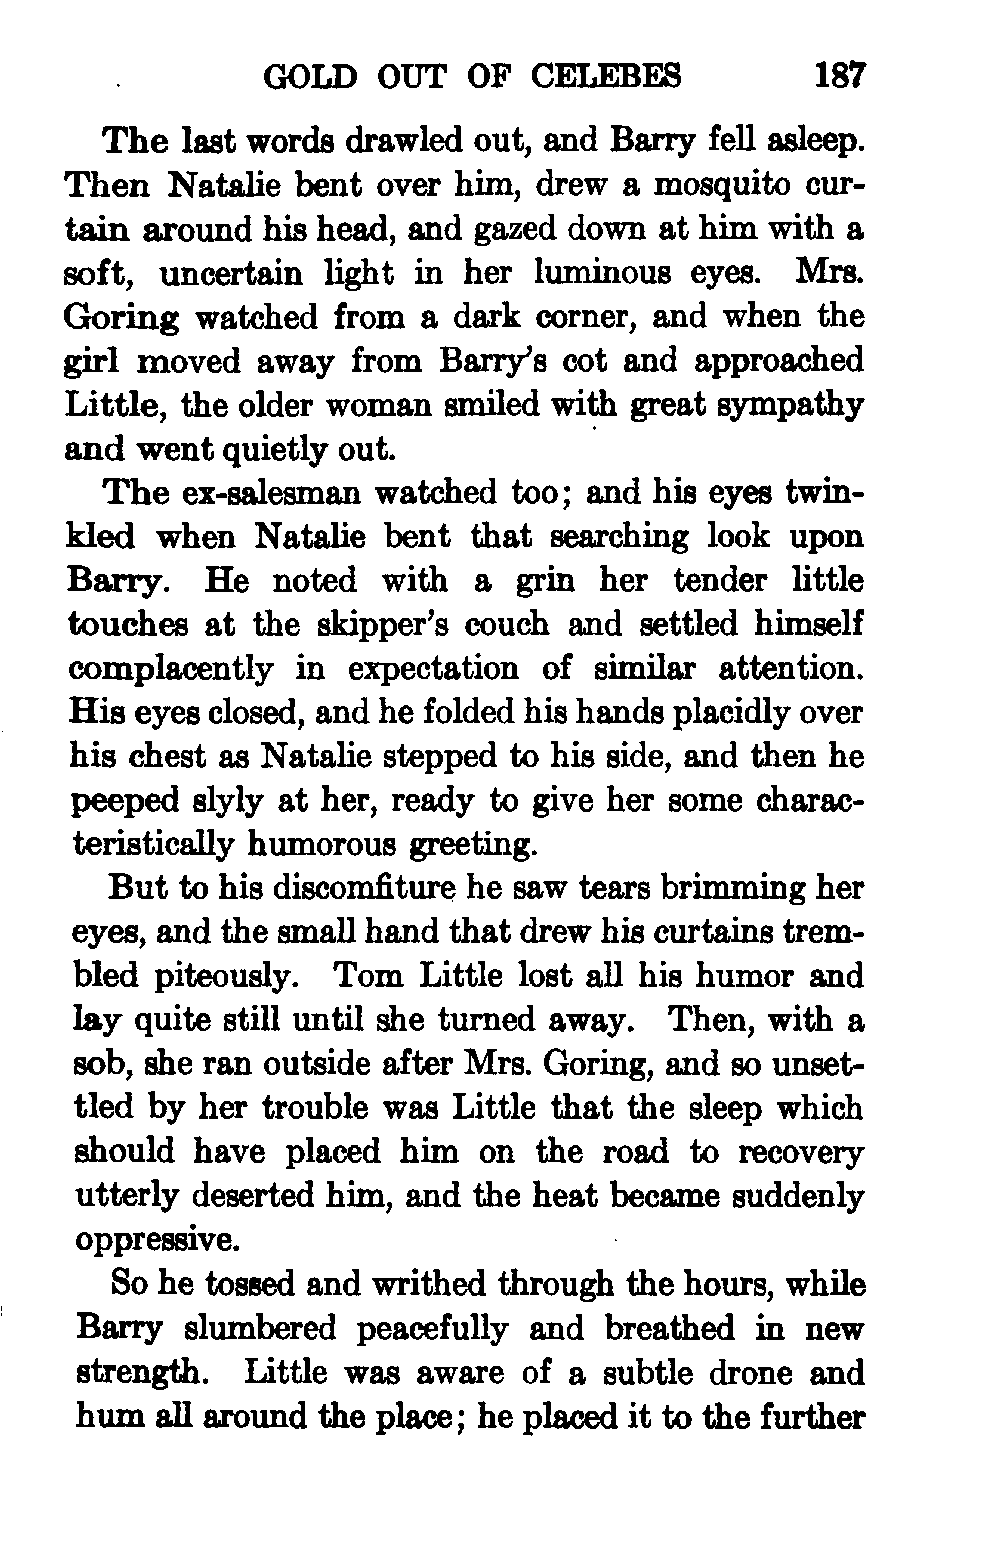 GOLD OUT OF CELEBES 187
The last words drawled out, and Barry fell asleep.
Then Natalie bent over him, drew a mosquito cur-
tain around his head, and gazed down at him with a
soft, uncertain light in her luminous eyes. Mrs.
Goring watched from a dark corner, and when the
girl moved away from Barry's cot and approached
Little, the older woman smiled with great sympathy
and went quietly out.
The ex-salesman watched too; and his eyes twin-
kled when Natalie bent that searching look upon
Barry. He noted with a grin her tender little
touches at the skipper's couch and settled himself
complacently in expectation of similar attention.
His eyes closed, and he folded his hands placidly over
his chest as Natalie stepped to his side, and then he
peeped slyly at her, ready to give her some charac-
teristically humorous greeting.
But to his discomfiture he saw tears brimming her
eyes, and the small hand that drew his curtains trem-
bled piteously. Tom Little lost all his humor and
lay quite still until she turned away. Then, with a
sob, she ran outside after Mrs. Goring, and so unset-
tled by her trouble was Little that the sleep which
should have placed him on the road to recovery
utterly deserted him, and the heat became suddenly
oppressive.
So he tossed and writhed through the hours, while
Barry slumbered peacefully and breathed in new
strength. Little was aware of a subtle drone and
hum all around the place; he placed it to the further